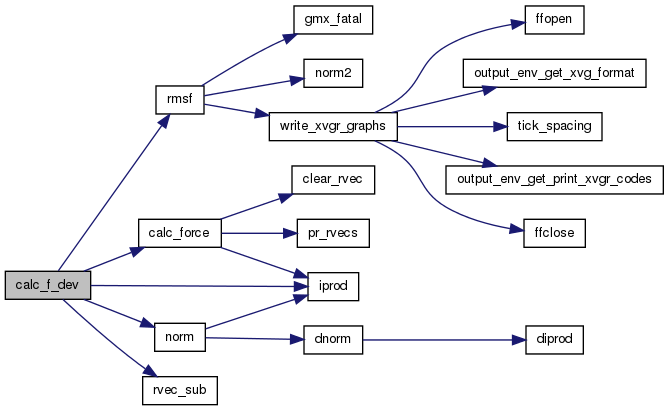 gmx_fatal
ffopen
norm2
output_env_get_xvg_format
rmsf
write_xvgr_graphs
tick_spacing
clear_rvec
output_env_get_print_xvgr_codes
calc_force
pr_rvecs
ffclose
calc_f_dev
iprod
norm
dnorm
diprod
rvec_sub